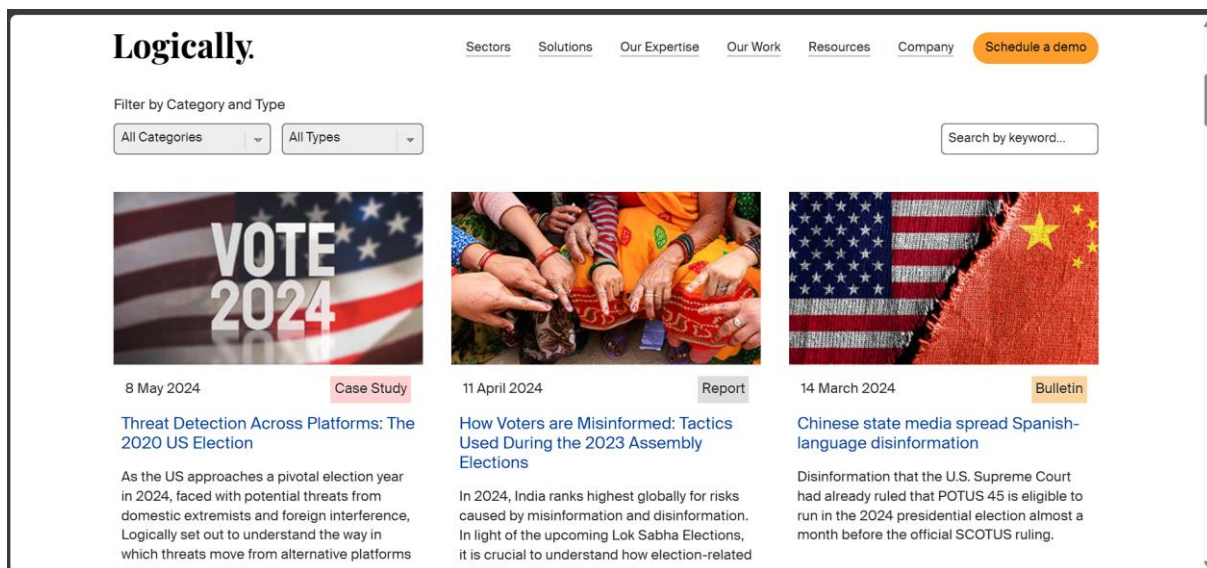 Logically.
Sectors
Solutions
Our Expertise
Our Work
Resources
Company
Schedule a demo
Filter by Category and Type
All Categories
All Types
Search by keyword...
VOTE
2024
8 May 2024
Case Study
Threat Detection Across Platforms: The
2020 US Election
As the US approaches a pivotal election year
in 2024, faced with potential threats from
domestic extremists and foreign interference,
Logically set out to understand the way in
which threats move from alternative platforms
11 April 2024
Report
How Voters are Misinformed: Tactics
Used During the 2023 Assembly
Elections
In 2024, India ranks highest globally for risks
caused by misinformation and disinformation.
In light of the upcoming Lok Sabha Elections,
it is crucial to understand how election-related
14 March 2024
Bulletin
Chinese state media spread Spanish-
language disinformation
Disinformation that the U.S. Supreme Court
had already ruled that POTUS 45 is eligible to
run in the 2024 presidential election almost a
month before the official SCOTUS ruling.